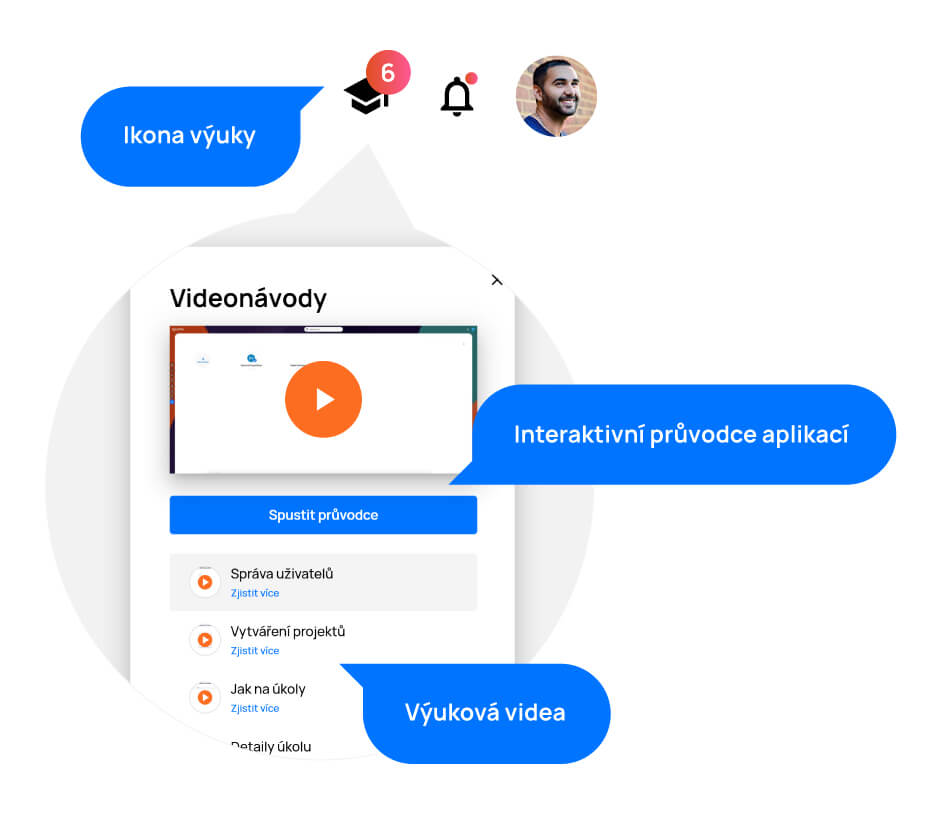 6
Ikona výuky
Videonávody
Interaktivní průvodce aplikací
Spustit průvodce
Správa uživatelů
Zjistit více
Vytváření projektů
Zjistit více
Jak na úkoly
Zjistit více
Výuková videa
Detaily úkolu